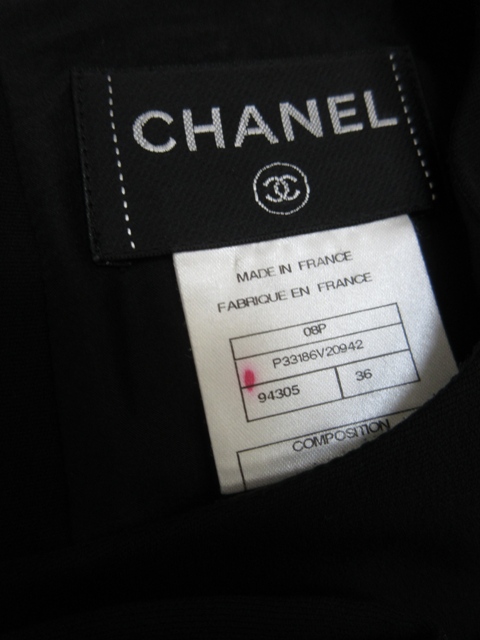 CHANEL
MADE IN FRANCE
FABRIQUE EN FRANCE
08P
P33186V20942
94305 36
COMPOSITION